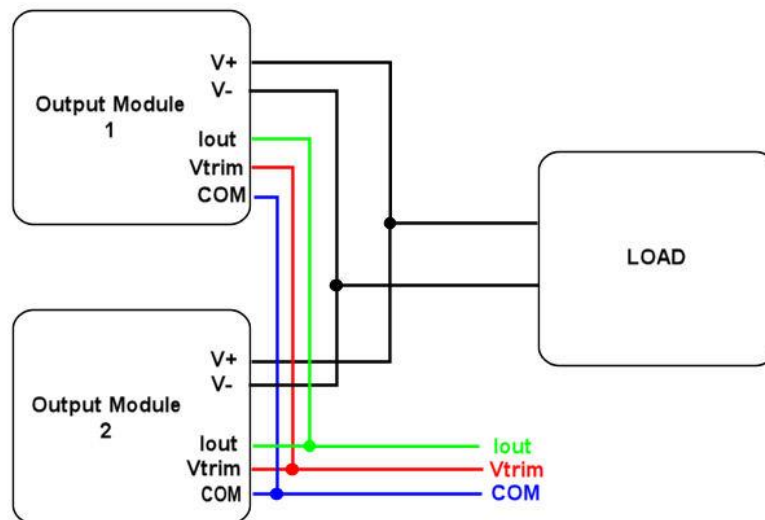 V+
V-
Output Module
1
Iout
Vtrim
COM
LOAD
V+
V-
Output Module
2
Iout
Vtrim
COM
Iout
Vtrim
COM